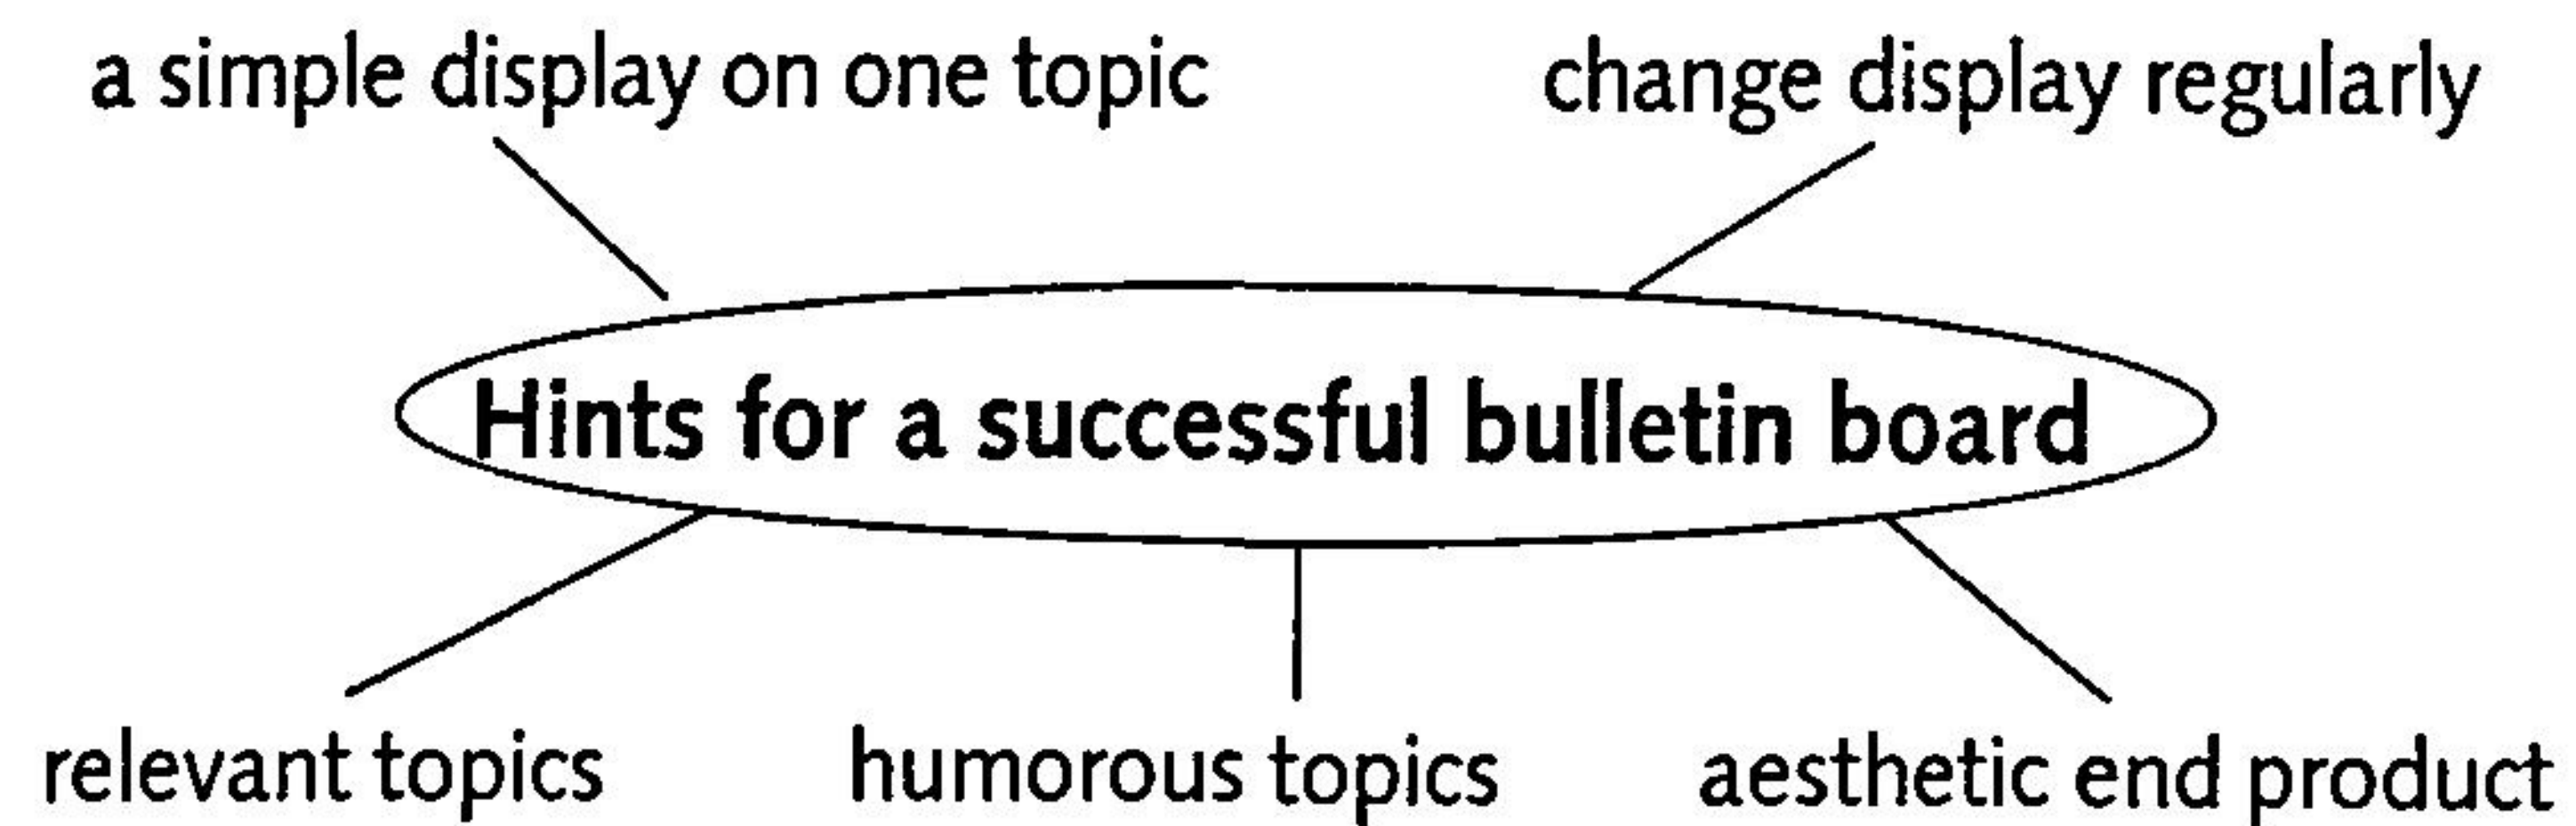 a simple display on one topic
change display regularly
Hints for a successful bulletin board
relevant topics
humorous topics
aesthetic end product